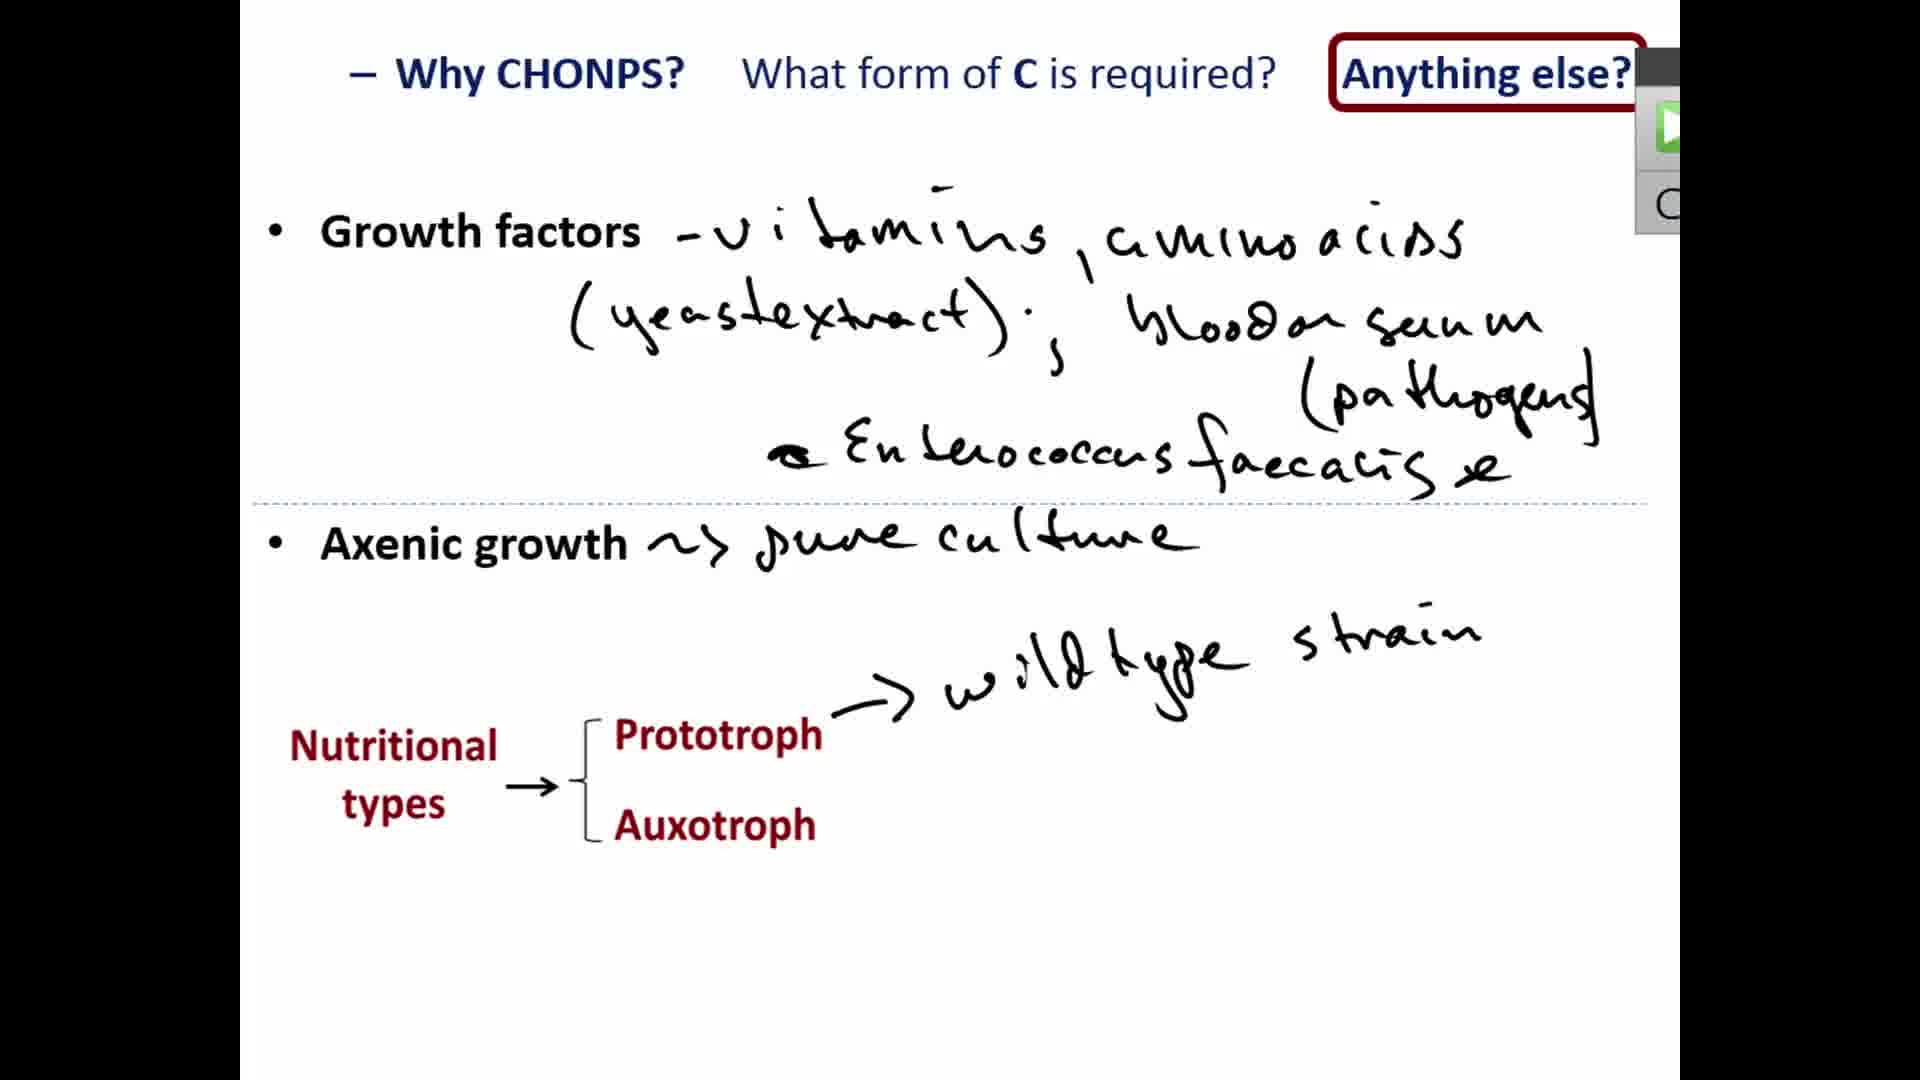 – Why CHONPS? What form of C is required? Anything else?
• Growth factors - vitamins, amino acids
(yeast extract); blood or serum
(pathogens)
- Enterococcus faecalis
• Axenic growth ~> pure culture
→ wild type strain
Nutritional types → Prototroph
Auxotroph